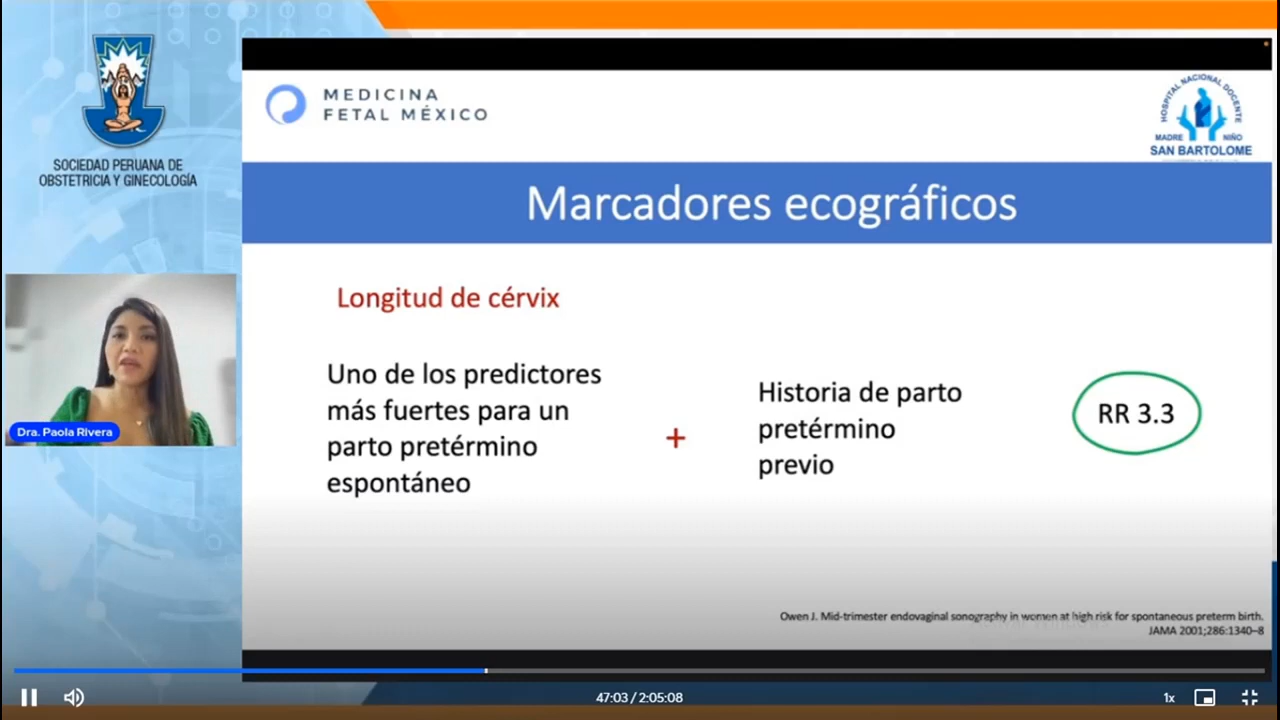 SOCIEDAD PERUANA DE
OBSTETRICIA Y GINECOLOGÍA
MEDICINA
FETAL MÉXICO
HOSPITAL NACIONAL DOCENTE
MADRE NIÑO
SAN BARTOLOME
Marcadores ecográficos
Longitud de cérvix
Uno de los predictores
más fuertes para un
parto pretérmino
espontáneo
+
Historia de parto
pretérmino
previo
RR 3.3
Dra. Paola Rivera
Owen J. Mid-trimester endovaginal sonography in women at high risk for spontaneous preterm birth.
JAMA 2001;286:1340–8
47:03 / 2:05:08
1x